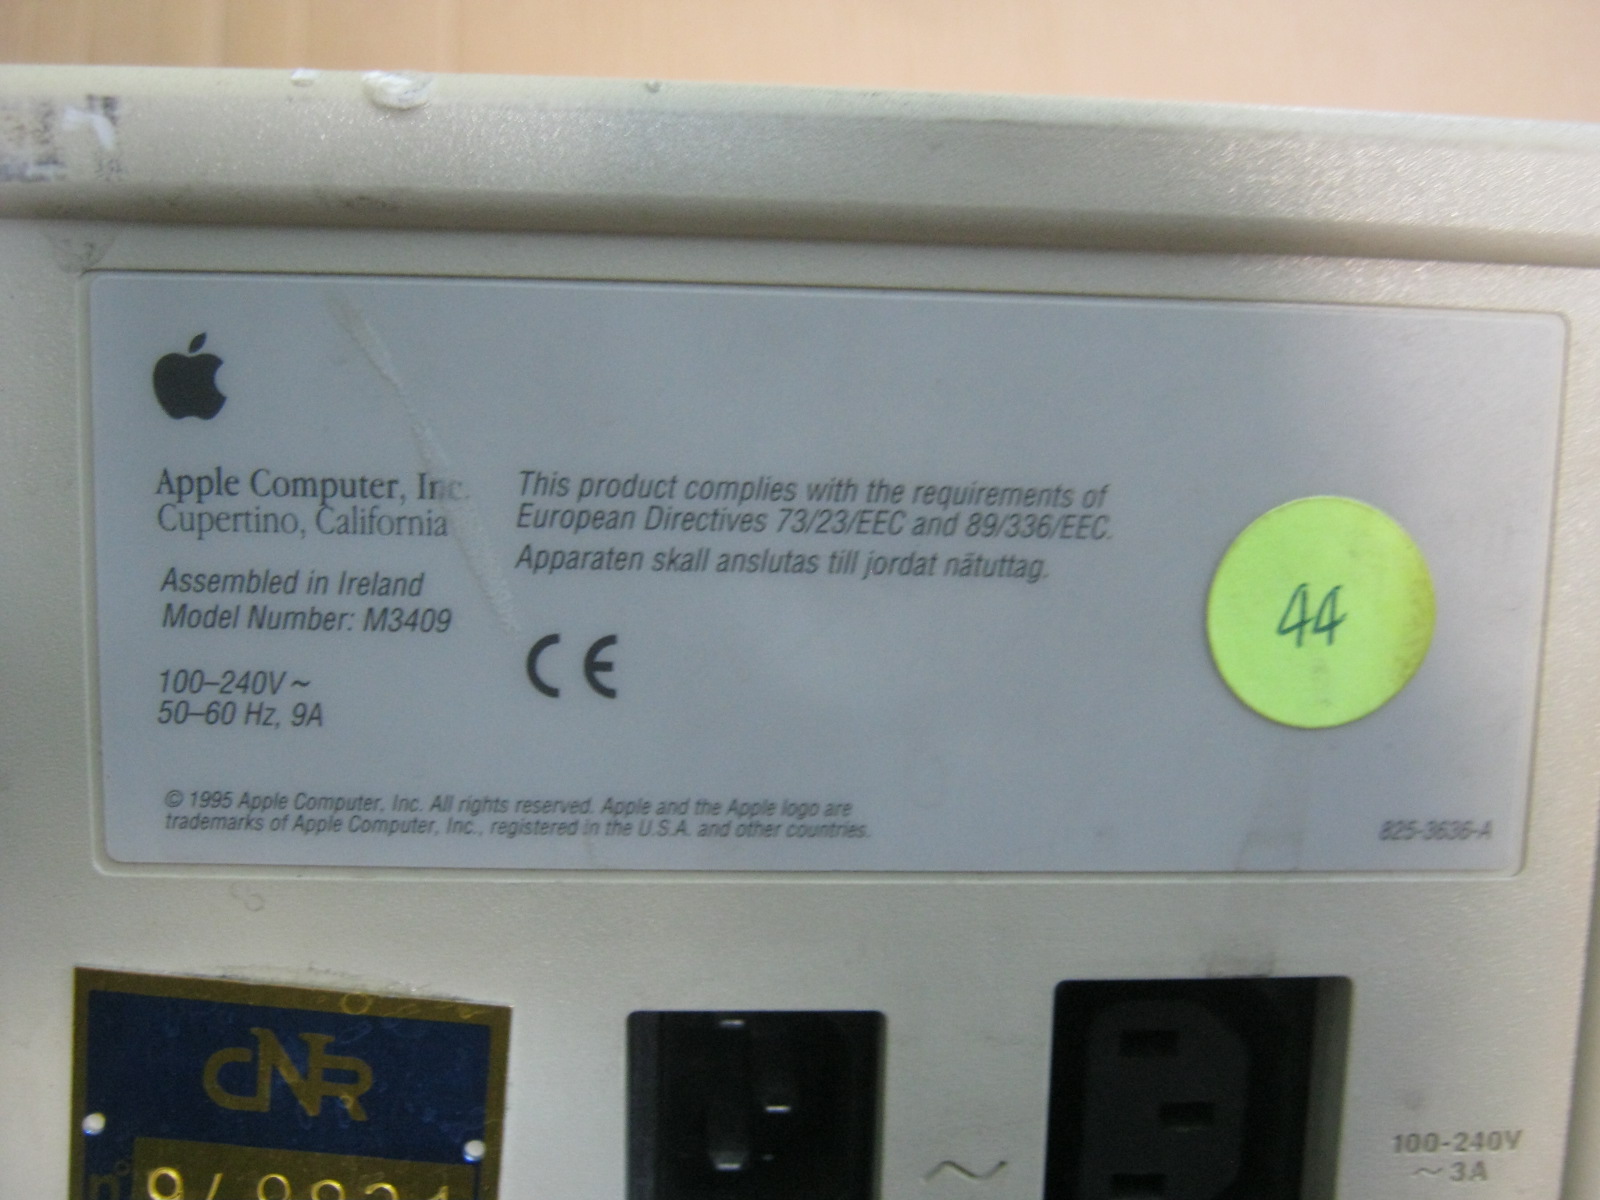 Apple Computer, Inc.
Cupertino, California
Assembled in Ireland
Model Number: M3409
100–240V ~
50–60 Hz, 9A
This product complies with the requirements of
European Directives 73/23/EEC and 89/336/EEC.
Apparaten skall anslutas till jordat nätuttag.
CE
44
© 1995 Apple Computer, Inc. All rights reserved. Apple and the Apple logo are
trademarks of Apple Computer, Inc., registered in the U.S.A. and other countries.
825-3636-A
CNR
n°
100-240V
~ 3A